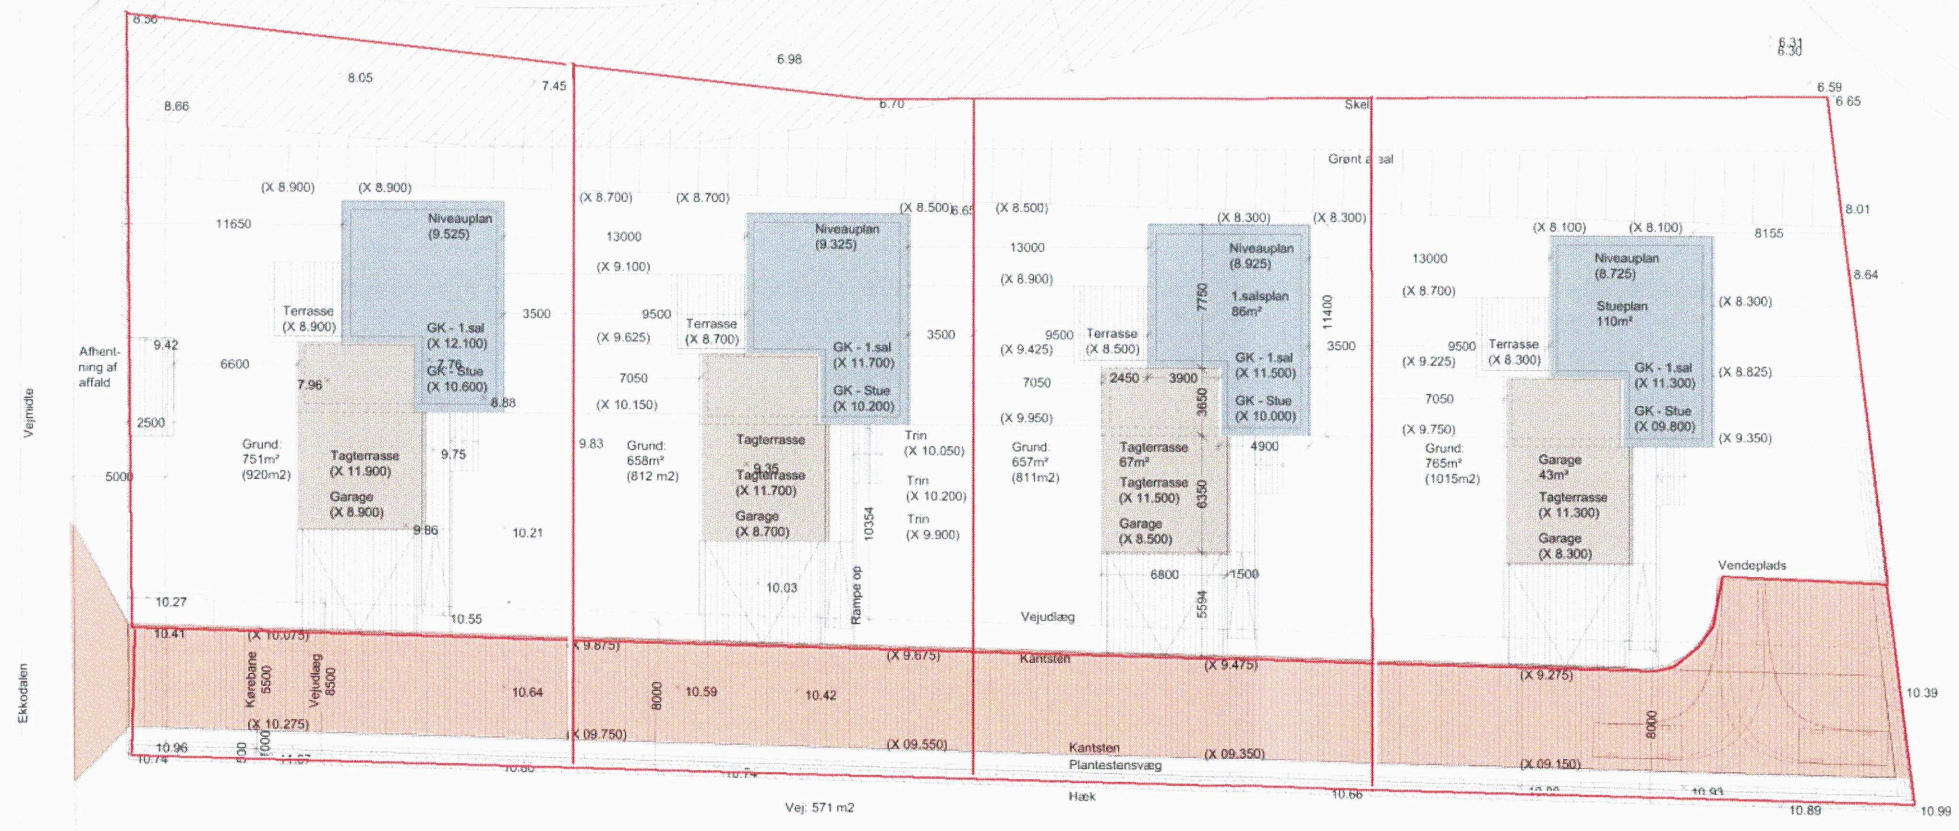 8.56
6.98
6.31
6.30
8.05
7.45
6.59
8.66
6.70
Skel
6.65
Grønt areal
(X 8.900)
(X 8.900)
(X 8.700)
(X 8.700)
(X 8.500)
6.65
(X 8.500)
(X 8.300)
(X 8.300)
(X 8.100)
(X 8.100)
8.01
11650
Niveauplan
(9.525)
13000
Niveauplan
(9.325)
13000
Niveauplan
(8.925)
13000
Niveauplan
(8.725)
8155
8.64
(X 9.100)
(X 8.900)
(X 8.700)
(X 8.300)
7750
1.salsplan
86m²
11400
Stueplan
110m²
Terrasse
(X 8.900)
3500
9500
Terrasse
(X 8.700)
3500
9500
Terrasse
(X 8.500)
3500
9500
Terrasse
(X 8.300)
GK - 1.sal
(X 12.100)
7.76
GK - Stue
(X 10.600)
(X 9.625)
GK - 1.sal
(X 11.700)
GK - Stue
(X 10.200)
(X 9.425)
GK - 1.sal
(X 11.500)
GK - Stue
(X 10.000)
(X 9.225)
GK - 1.sal
(X 11.300)
GK - Stue
(X 09.800)
(X 8.825)
Afhent-
ning af
affald
9.42
6600
7.96
8.88
7050
(X 10.150)
7050
(X 9.950)
2450
3900
3650
7050
(X 9.750)
(X 9.350)
Vejmidte
2500
5000
Grund:
751m²
(920m2)
Tagterrasse
(X 11.900)
Garage
(X 8.900)
9.75
9.86
10.21
9.83
Grund:
658m²
(812 m2)
Tagterrasse
9.35
Tagterrasse
(X 11.700)
Garage
(X 8.700)
10354
Trin
(X 10.050)
Trin
(X 10.200)
Trin
(X 9.900)
Grund:
657m²
(811m2)
Tagterrasse
67m²
Tagterrasse
(X 11.500)
Garage
(X 8.500)
6350
4900
Grund:
765m²
(1015m2)
Garage
43m²
Tagterrasse
(X 11.300)
Garage
(X 8.300)
Vendeplads
10.03
Rampe op
6800
1500
5594
10.27
10.55
Vejudlæg
10.41
(X 10.075)
(X 9.875)
(X 9.675)
Kantsten
(X 9.475)
(X 9.275)
Ekkodalen
Kørebane
5500
Vejudlæg
8500
10.64
8000
10.59
10.42
10.39
8000
(X 10.275)
(X 09.750)
(X 09.550)
Kantsten
(X 09.350)
(X 09.150)
10.96
10.74
500
1000
10.74
Plantestensvæg
Hæk
10.66
10.93
10.89
10.99
Vej: 571 m2